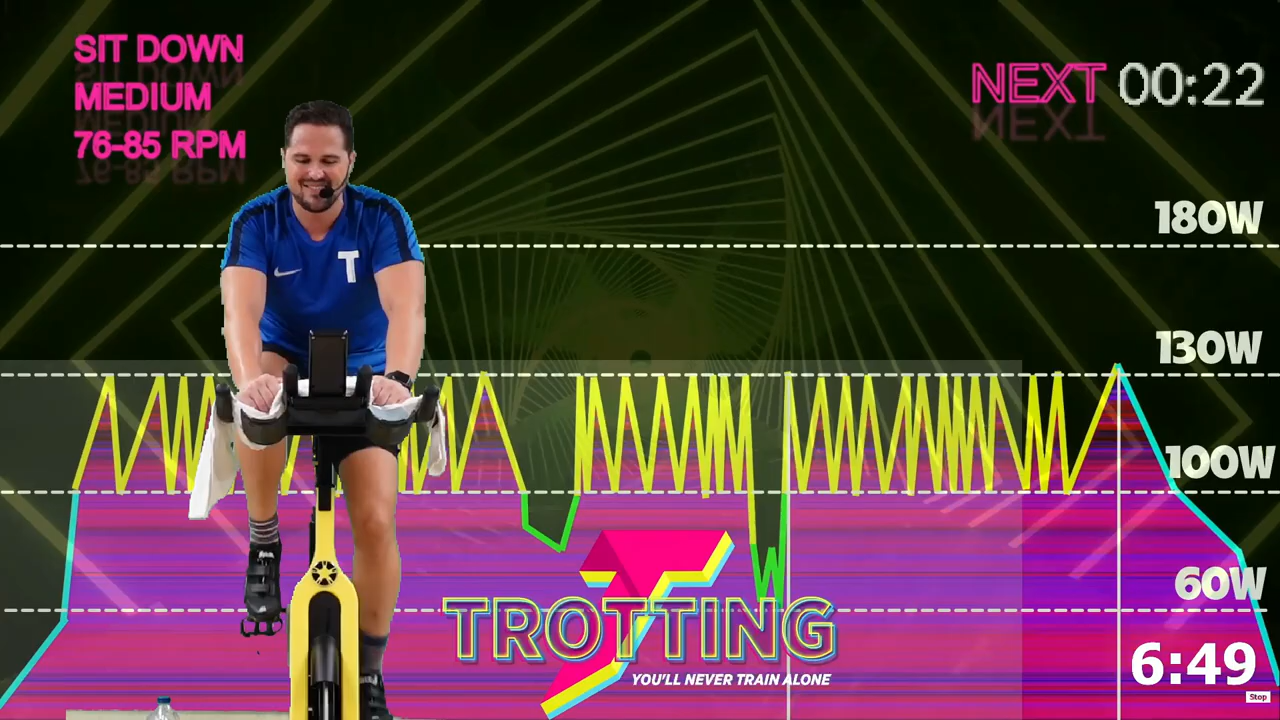 SIT DOWN
MEDIUM
76-85 RPM
NEXT 00:22
180W
130W
100W
60W
T
TROTTING
YOU'LL NEVER TRAIN ALONE
6:49
Stop